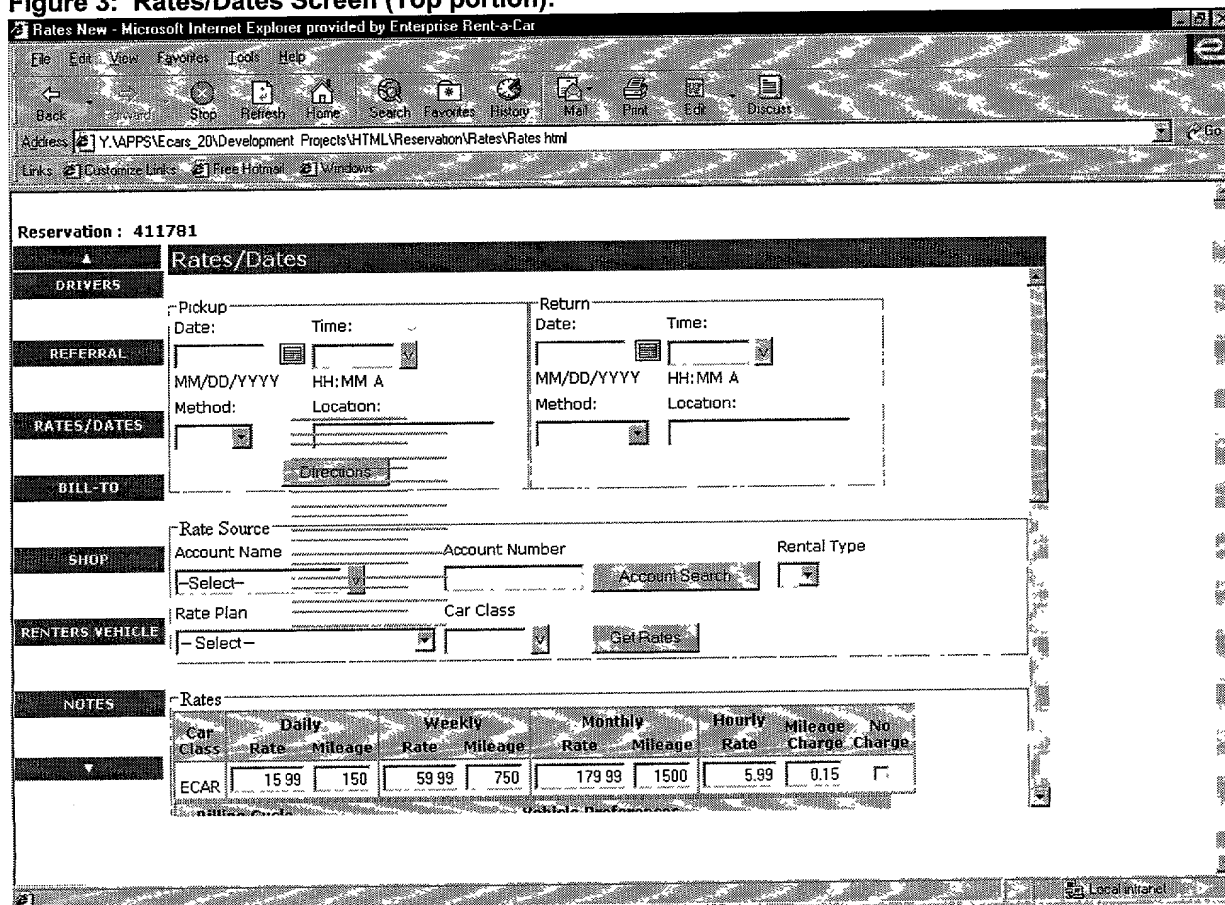 Figure 3: Rates/Dates Screen (Top portion).
Rates New - Microsoft Internet Explorer provided by Enterprise Rent-a-Car
File Edit View Favorites Tools Help
Back Forward Stop Refresh Home Search Favorites History Mail Print Edit Discuss
Address Y:\APPS\Ecars_20\Development Projects\HTML\Reservation\Rates\Rates html Go
Links Customize Links Free Hotmail Windows
Reservation : 411781
Rates/Dates
DRIVERS
REFERRAL
RATES/DATES
BILL-TO
SHOP
RENTERS VEHICLE
NOTES
Pickup
Date: Time:
MM/DD/YYYY HH:MM A
Method: Location:
Directions
Return
Date: Time:
MM/DD/YYYY HH:MM A
Method: Location:
Rate Source
Account Name Account Number Rental Type
--Select-- Account Search
Rate Plan Car Class
-- Select -- Get Rates
Rates
Car Class Daily Rate Mileage Weekly Rate Mileage Monthly Rate Mileage Hourly Rate Mileage Charge No Charge
ECAR 15 99 150 59 99 750 179 99 1500 5.99 0.15
Billing Cycle Vehicle Preferences
Local intranet